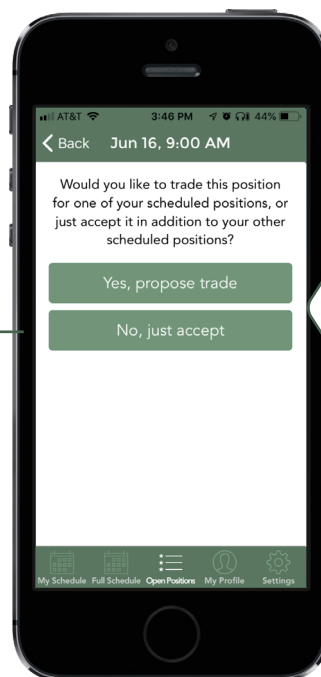 AT&T 3:46 PM 44%
Back Jun 16, 9:00 AM
Would you like to trade this position
for one of your scheduled positions, or
just accept it in addition to your other
scheduled positions?
Yes, propose trade
No, just accept
My Schedule Full Schedule Open Positions My Profile Settings